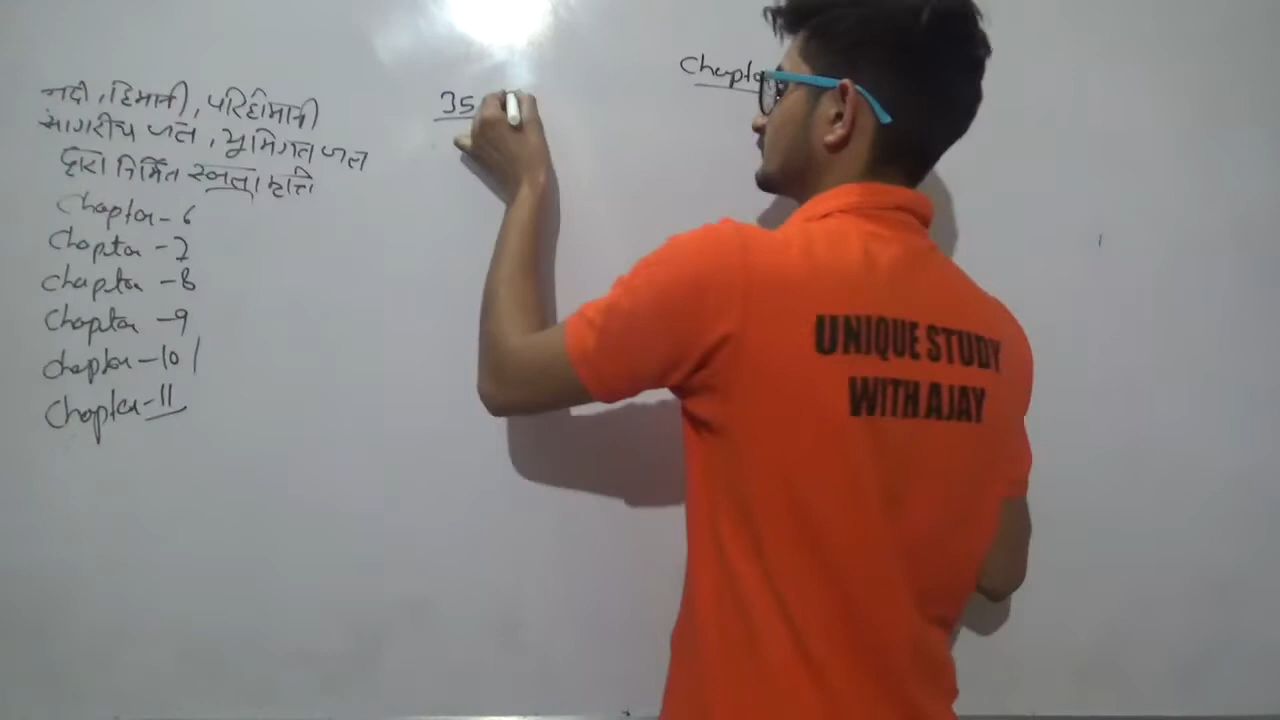 नदी, हिमानी, परिहिमानी
सागरीय जल, भूमिगत जल
द्वारा निर्मित स्थलाकृति
Chapter-6
Chapter-7
Chapter-8
Chapter-9
Chapter-10
Chapter-11
35
Chapte
UNIQUE STUDY
WITH AJAY